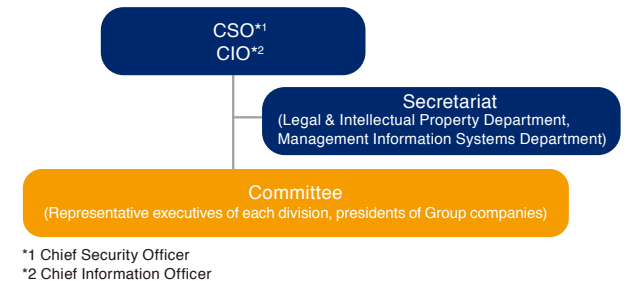 CSO*1
CIO*2
Secretariat
(Legal & Intellectual Property Department,
Management Information Systems Department)
Committee
(Representative executives of each division, presidents of Group companies)
*1 Chief Security Officer
*2 Chief Information Officer